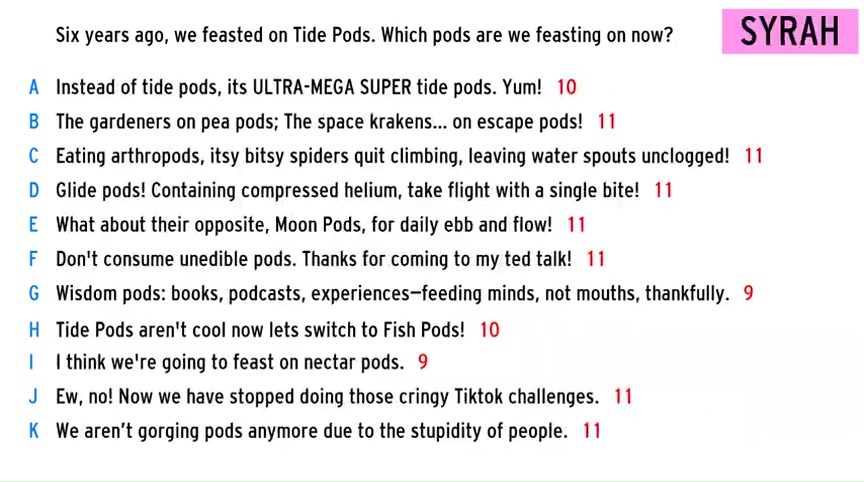 Six years ago, we feasted on Tide Pods. Which pods are we feasting on now?
SYRAH
A Instead of tide pods, its ULTRA-MEGA SUPER tide pods. Yum! 10
B The gardeners on pea pods; The space krakens... on escape pods! 11
C Eating arthropods, itsy bitsy spiders quit climbing, leaving water spouts unclogged! 11
D Glide pods! Containing compressed helium, take flight with a single bite! 11
E What about their opposite, Moon Pods, for daily ebb and flow! 11
F Don't consume unedible pods. Thanks for coming to my ted talk! 11
G Wisdom pods: books, podcasts, experiences—feeding minds, not mouths, thankfully. 9
H Tide Pods aren't cool now lets switch to Fish Pods! 10
I I think we're going to feast on nectar pods. 9
J Ew, no! Now we have stopped doing those cringy Tiktok challenges. 11
K We aren’t gorging pods anymore due to the stupidity of people. 11